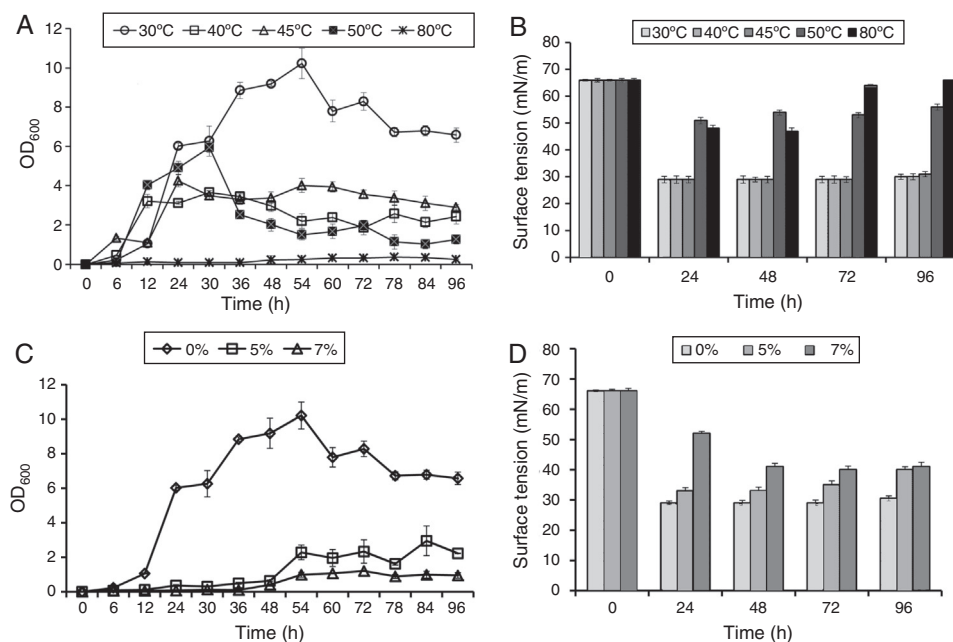 A
30ºC 40ºC 45ºC 50ºC 80ºC
12
10
8
6
4
2
0
OD600
0 6 12 24 30 36 48 54 60 72 78 84 96
Time (h)
B
30ºC 40ºC 45ºC 50ºC 80ºC
80
70
60
50
40
30
20
10
0
Surface tension (mN/m)
0 24 48 72 96
Time (h)
C
0% 5% 7%
12
10
8
6
4
2
0
OD600
0 6 12 24 30 36 48 54 60 72 78 84 96
Time (h)
D
0% 5% 7%
80
70
60
50
40
30
20
10
0
Surface tension (mN/m)
0 24 48 72 96
Time (h)